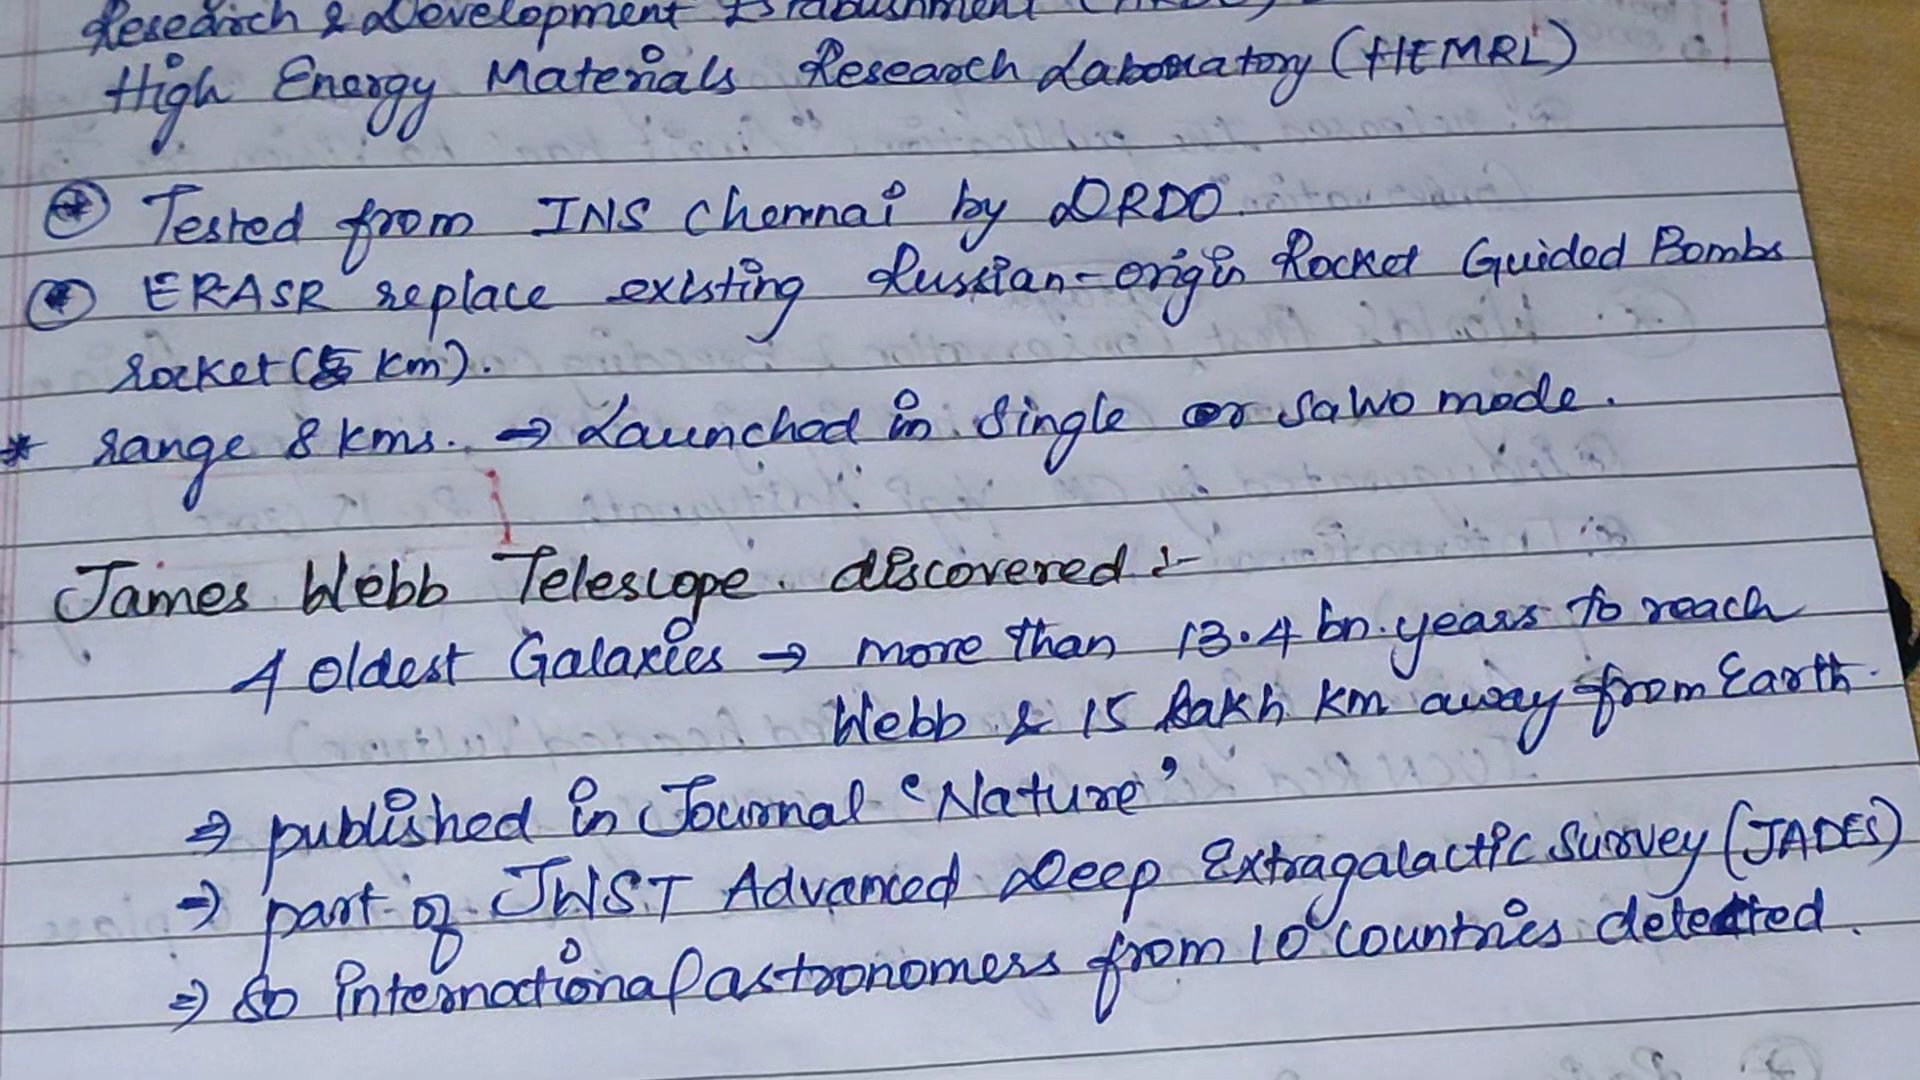 Research & Development Establishment
High Energy Materials Research Laboratory (HEMRL)
Tested from INS Chennai by DRDO.
ERASR replace existing Russian-origin Rocket Guided Bombs
rocket (5 km).
* range 8 kms. → Launched in Single or salvo mode.
James Webb Telescope discovered :-
4 oldest Galaxies → more than 13.4 bn. years to reach
Webb & 15 lakh km away from Earth.
⇒ published in Journal 'Nature'
→ part of JWST Advanced Deep Extragalactic Survey (JADES)
⇒ 80 International astronomers from 10 countries detected.